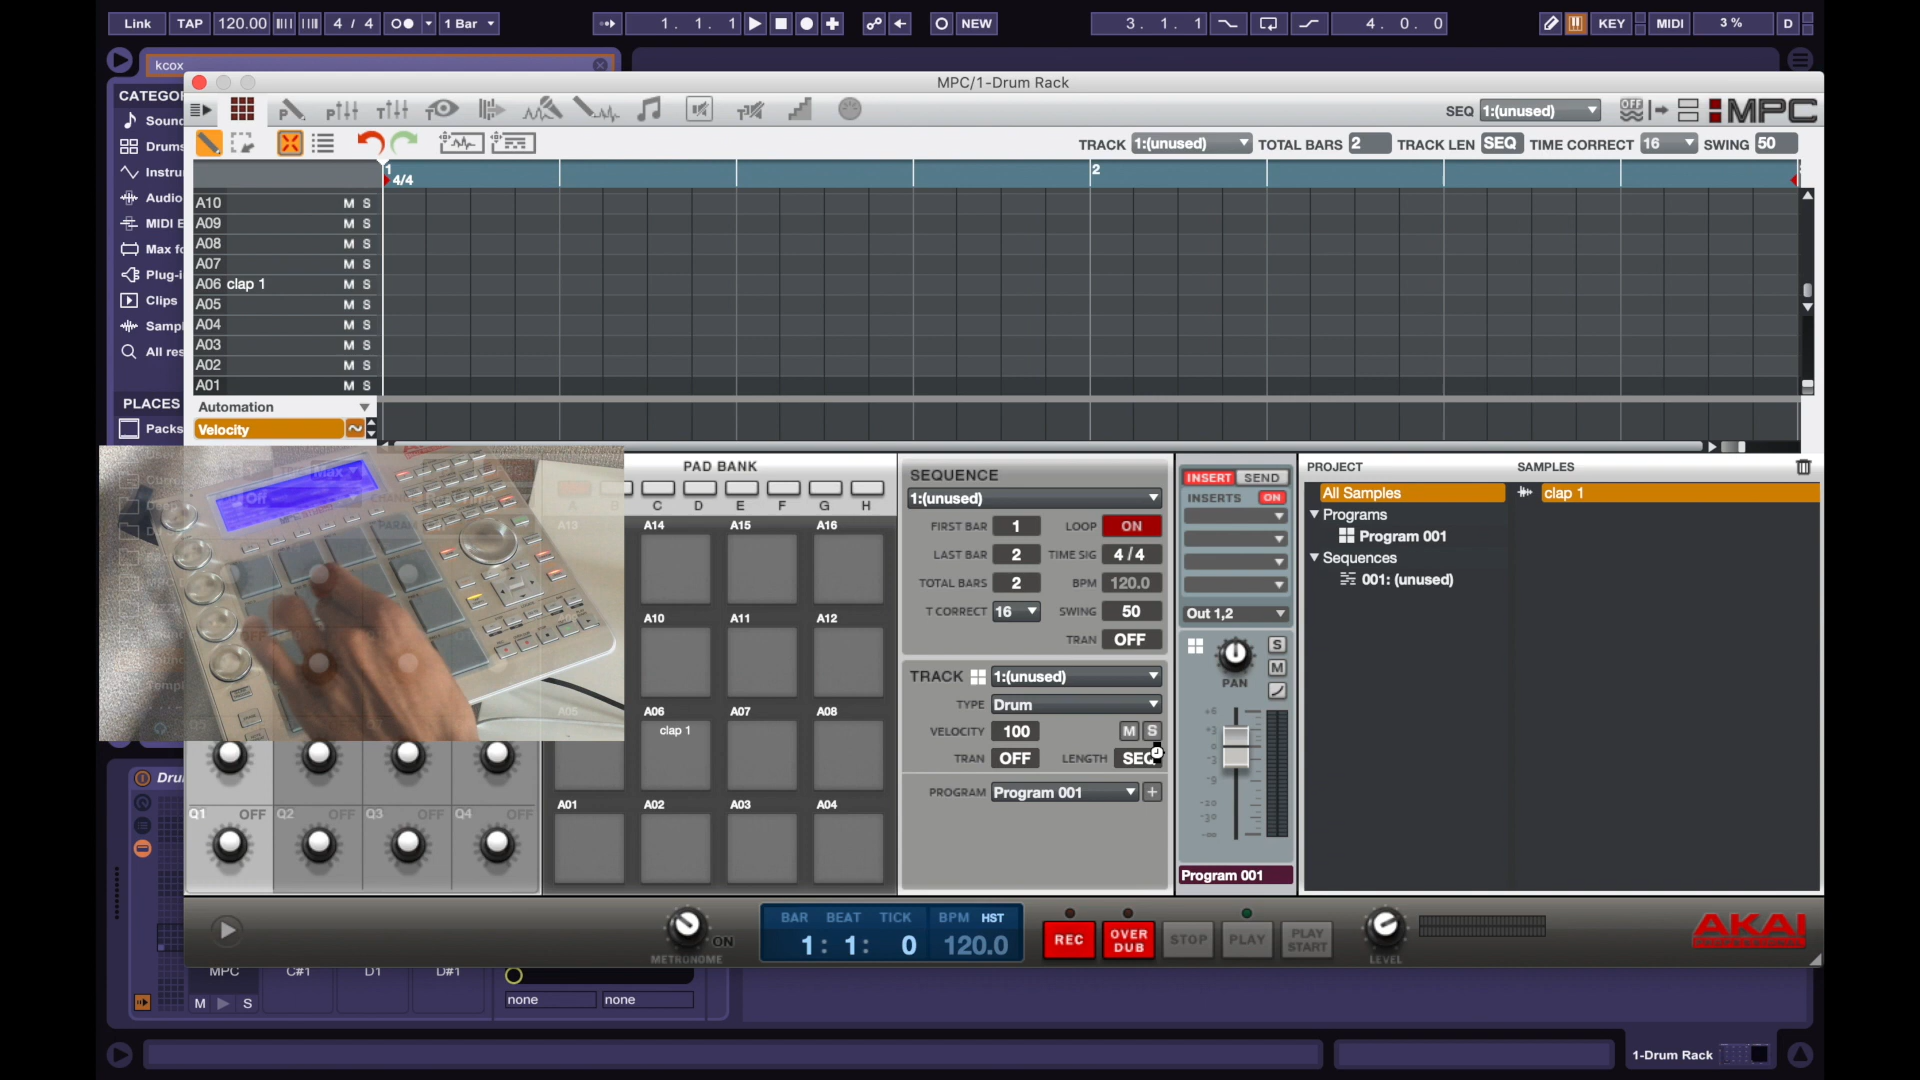 Link TAP 120.00 4 / 4 1 Bar 1. 1. 1 NEW 3. 1. 1 4. 0. 0 KEY MIDI 3 % D
kcox
MPC/1-Drum Rack
CATEGO
SEQ 1:(unused) OFF MPC
Soun
Drums
TRACK 1:(unused) TOTAL BARS 2 TRACK LEN SEQ TIME CORRECT 16 SWING 50
Instru
1 2
4/4
Audio
A10 M S
MIDI E
A09 M S
A08 M S
Max fo
A07 M S
Plug-i
A06 clap 1 M S
Clips
A05 M S
Sampl
A04 M S
A03 M S
All res
A02 M S
A01 M S
PLACES
Automation
Packs
Velocity
PAD BANK
C D E F G H
A13 A14 A15 A16
A10 A11 A12
A05 A06 A07 A08
clap 1
A01 A02 A03 A04
SEQUENCE
1:(unused)
FIRST BAR 1 LOOP ON
LAST BAR 2 TIME SIG 4 / 4
TOTAL BARS 2 BPM 120.0
T CORRECT 16 SWING 50
TRAN OFF
TRACK 1:(unused)
TYPE Drum
VELOCITY 100 M S
TRAN OFF LENGTH SEQ
PROGRAM Program 001 +
INSERT SEND
INSERTS ON
Out 1,2
S
M
PAN
Program 001
PROJECT SAMPLES
All Samples clap 1
Programs
Program 001
Sequences
001: (unused)
Q1 OFF Q2 OFF Q3 OFF Q4 OFF
Dru
METRONOME ON
BAR BEAT TICK BPM HST
1: 1: 0 120.0
REC OVER DUB STOP PLAY PLAY START
LEVEL
AKAI
MPC C#1 D1 D#1
M S
none none
1-Drum Rack